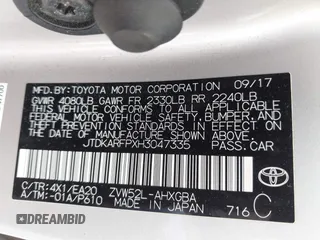 MFD.BY:TOYOTA MOTOR CORPORATION 09/17
GVWR 4080LB GAWR FR 2330LB RR 2240LB
THIS VEHICLE CONFORMS TO ALL APPLICABLE
FEDERAL MOTOR VEHICLE SAFETY, BUMPER, AND
THEFT PREVENTION STANDARDS IN EFFECT ON
THE DATE OF MANUFACTURE SHOWN ABOVE.
JTDKARFPXH3047335 PASS.CAR
C/TR:4X1/EA20 ZVW52L-AHXGBA
A/TM:-01A/P610 MADE IN JAPAN 716 C
TOYOTA
DREAMBID